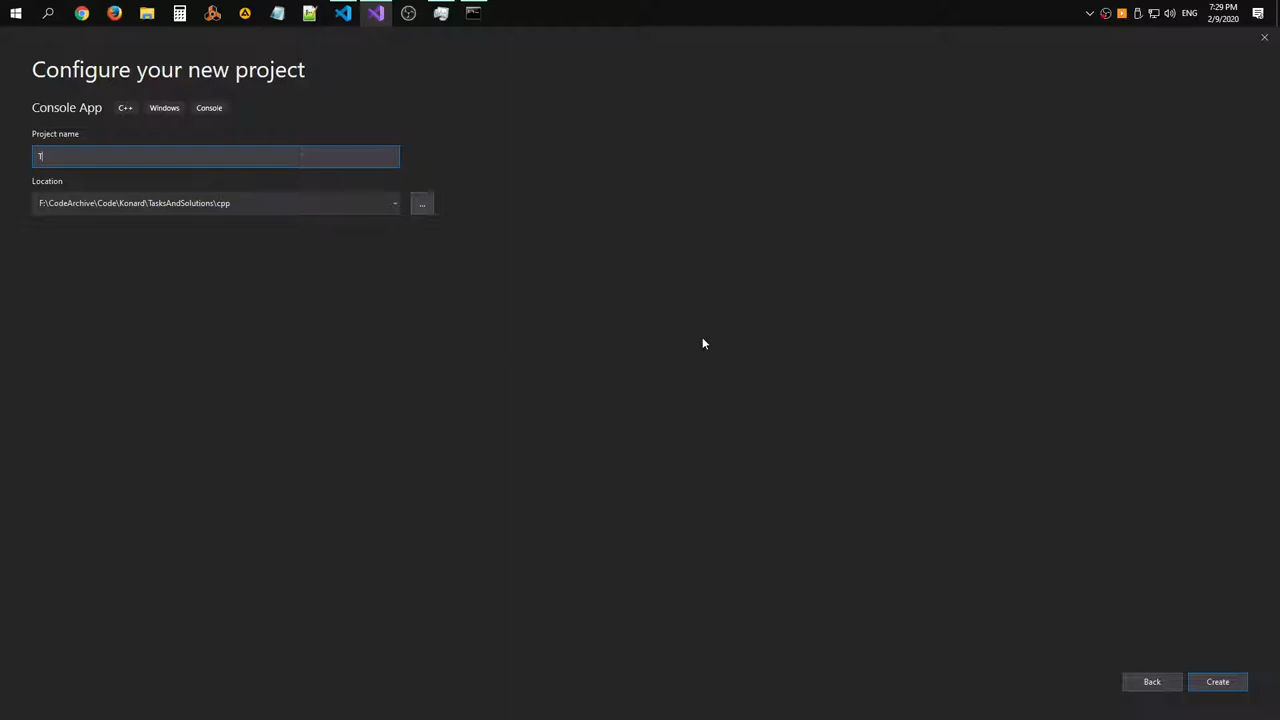 ENG
7:29 PM
2/9/2020
Configure your new project
Console App C++ Windows Console
Project name
T
Location
F:\CodeArchive\Code\Konard\TasksAndSolutions\cpp
...
Back Create